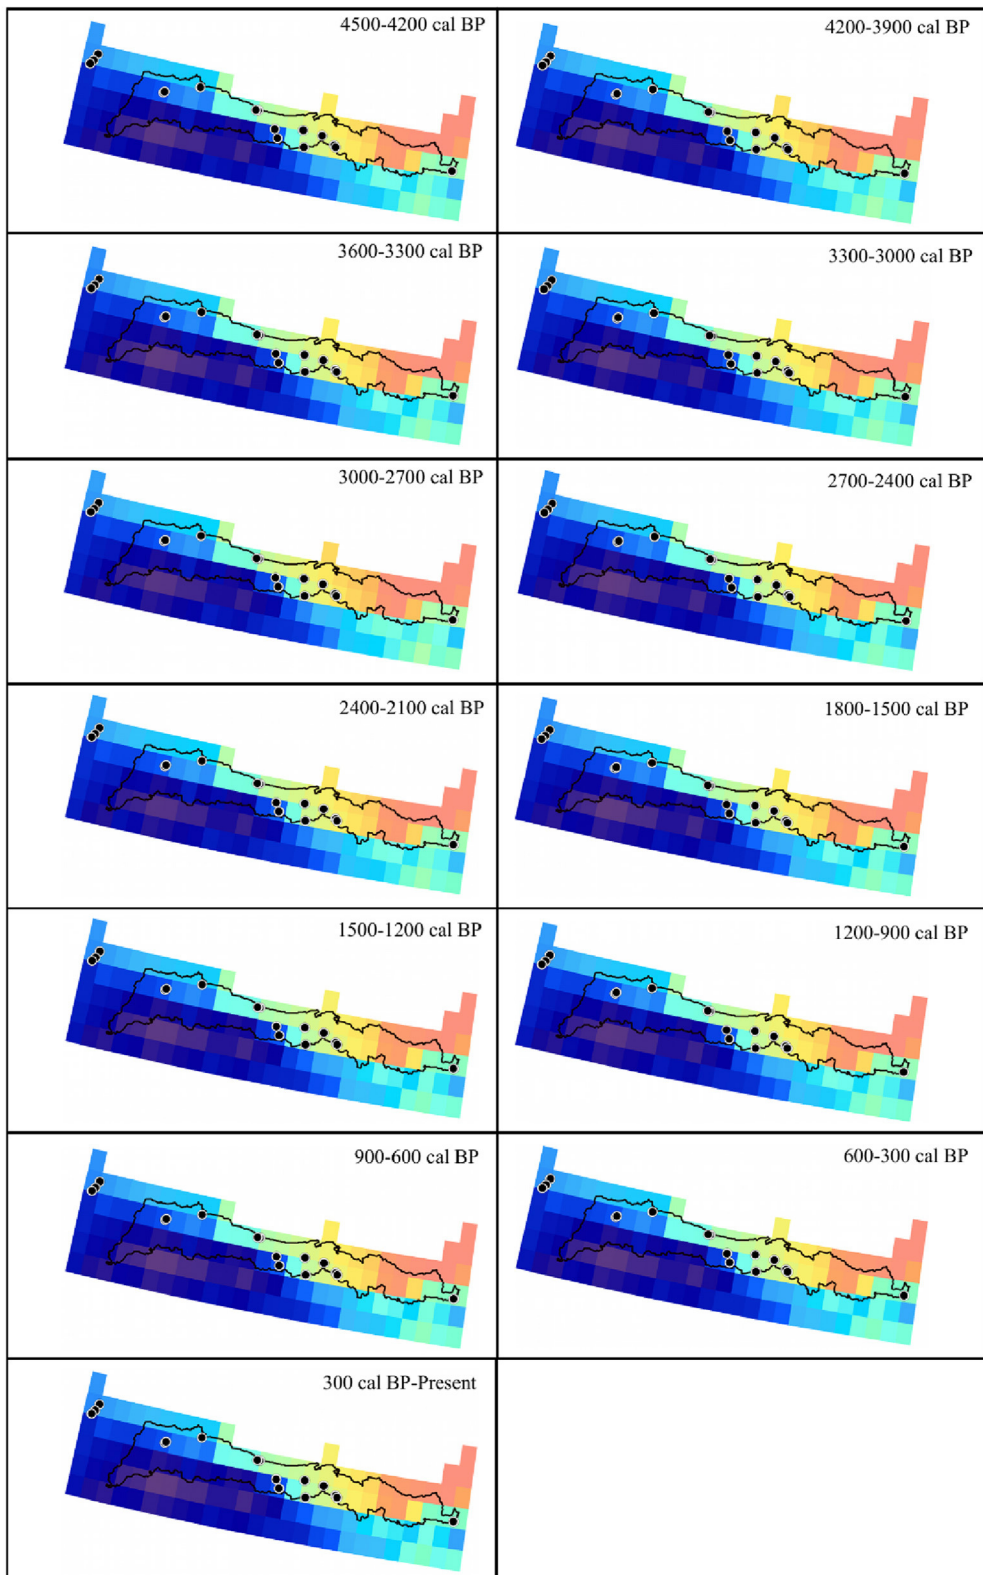 4500-4200 cal BP
4200-3900 cal BP
3600-3300 cal BP
3300-3000 cal BP
3000-2700 cal BP
2700-2400 cal BP
2400-2100 cal BP
1800-1500 cal BP
1500-1200 cal BP
1200-900 cal BP
900-600 cal BP
600-300 cal BP
300 cal BP-Present